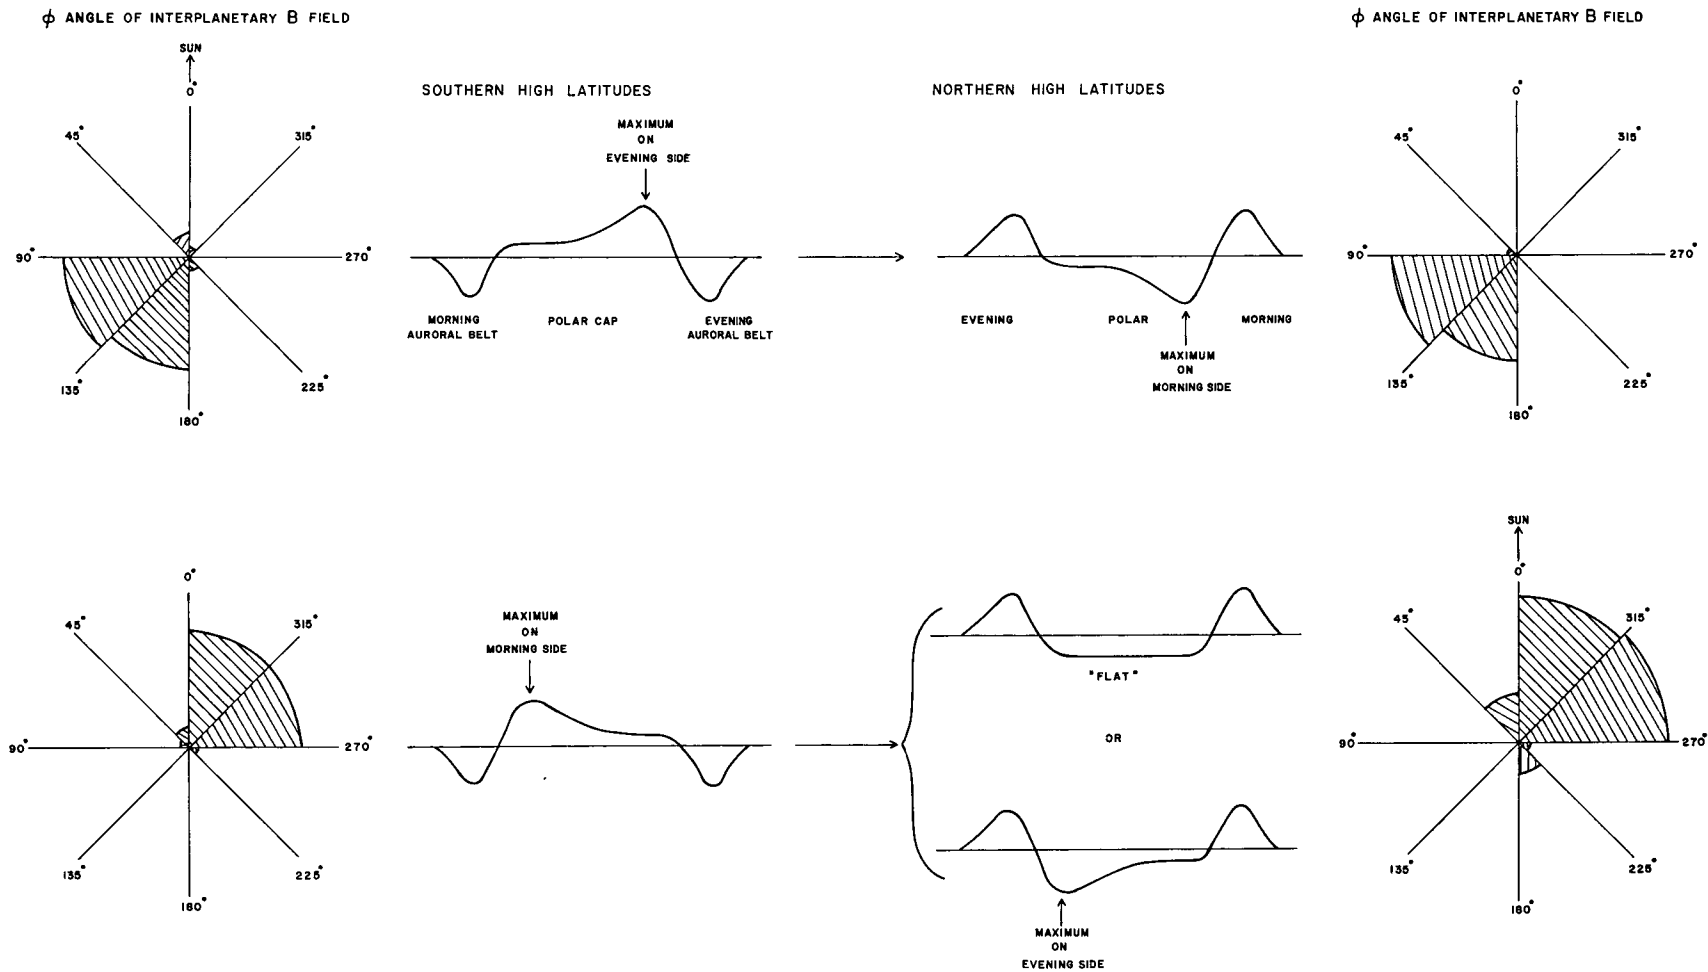 ϕ ANGLE OF INTERPLANETARY B FIELD
SUN
0°
45°
315°
90°
270°
135°
225°
180°
SOUTHERN HIGH LATITUDES
MAXIMUM
ON
EVENING SIDE
MORNING
AURORAL BELT
POLAR CAP
EVENING
AURORAL BELT
NORTHERN HIGH LATITUDES
EVENING
POLAR
MORNING
MAXIMUM
ON
MORNING SIDE
ϕ ANGLE OF INTERPLANETARY B FIELD
0°
45°
315°
90°
270°
135°
225°
180°
0°
45°
315°
90°
270°
135°
225°
180°
MAXIMUM
ON
MORNING SIDE
"FLAT"
OR
MAXIMUM
ON
EVENING SIDE
SUN
0°
45°
315°
90°
270°
135°
225°
180°